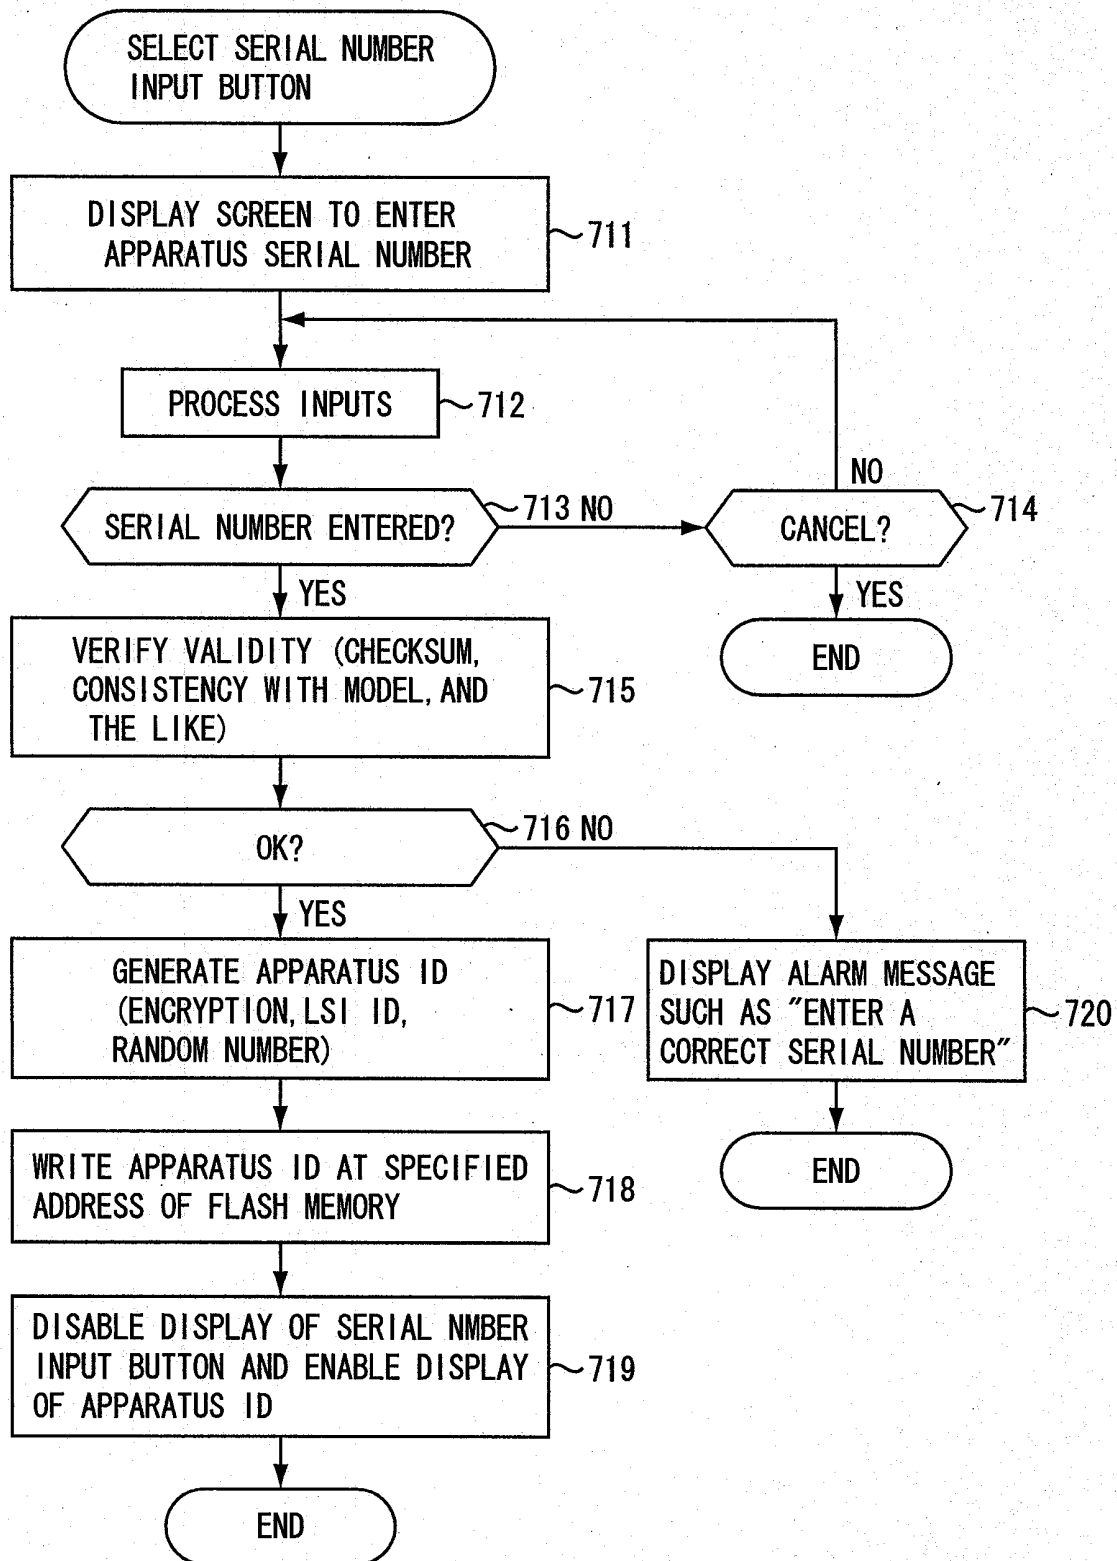 SELECT SERIAL NUMBER
INPUT BUTTON
DISPLAY SCREEN TO ENTER
APPARATUS SERIAL NUMBER
711
PROCESS INPUTS
712
SERIAL NUMBER ENTERED?
713 NO
NO
CANCEL?
714
YES
YES
END
VERIFY VALIDITY (CHECKSUM,
CONSISTENCY WITH MODEL, AND
THE LIKE)
715
OK?
716 NO
YES
GENERATE APPARATUS ID
(ENCRYPTION, LSI ID,
RANDOM NUMBER)
717
DISPLAY ALARM MESSAGE
SUCH AS "ENTER A
CORRECT SERIAL NUMBER"
720
END
WRITE APPARATUS ID AT SPECIFIED
ADDRESS OF FLASH MEMORY
718
DISABLE DISPLAY OF SERIAL NMBER
INPUT BUTTON AND ENABLE DISPLAY
OF APPARATUS ID
719
END